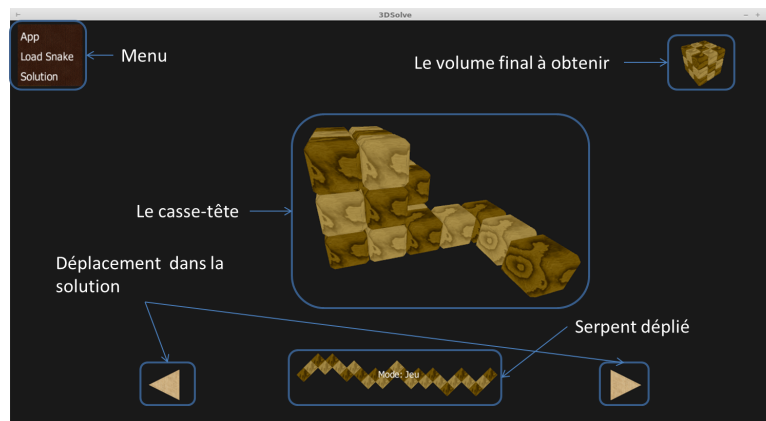 3DSolve
App
Load Snake
Solution
Menu
Le volume final à obtenir
Le casse-tête
Déplacement dans la
solution
Serpent déplié
Mode: Jeu